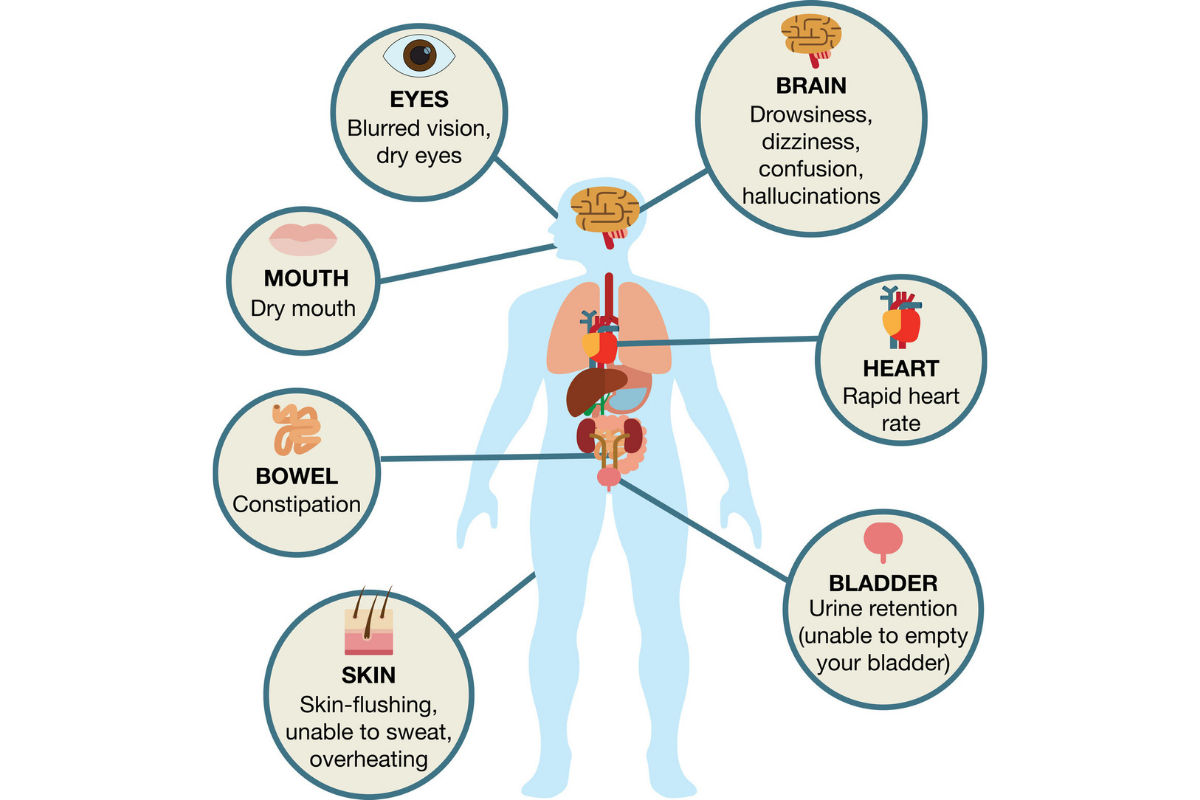 EYES
Blurred vision,
dry eyes
BRAIN
Drowsiness,
dizziness,
confusion,
hallucinations
MOUTH
Dry mouth
HEART
Rapid heart
rate
BOWEL
Constipation
BLADDER
Urine retention
(unable to empty
your bladder)
SKIN
Skin-flushing,
unable to sweat,
overheating